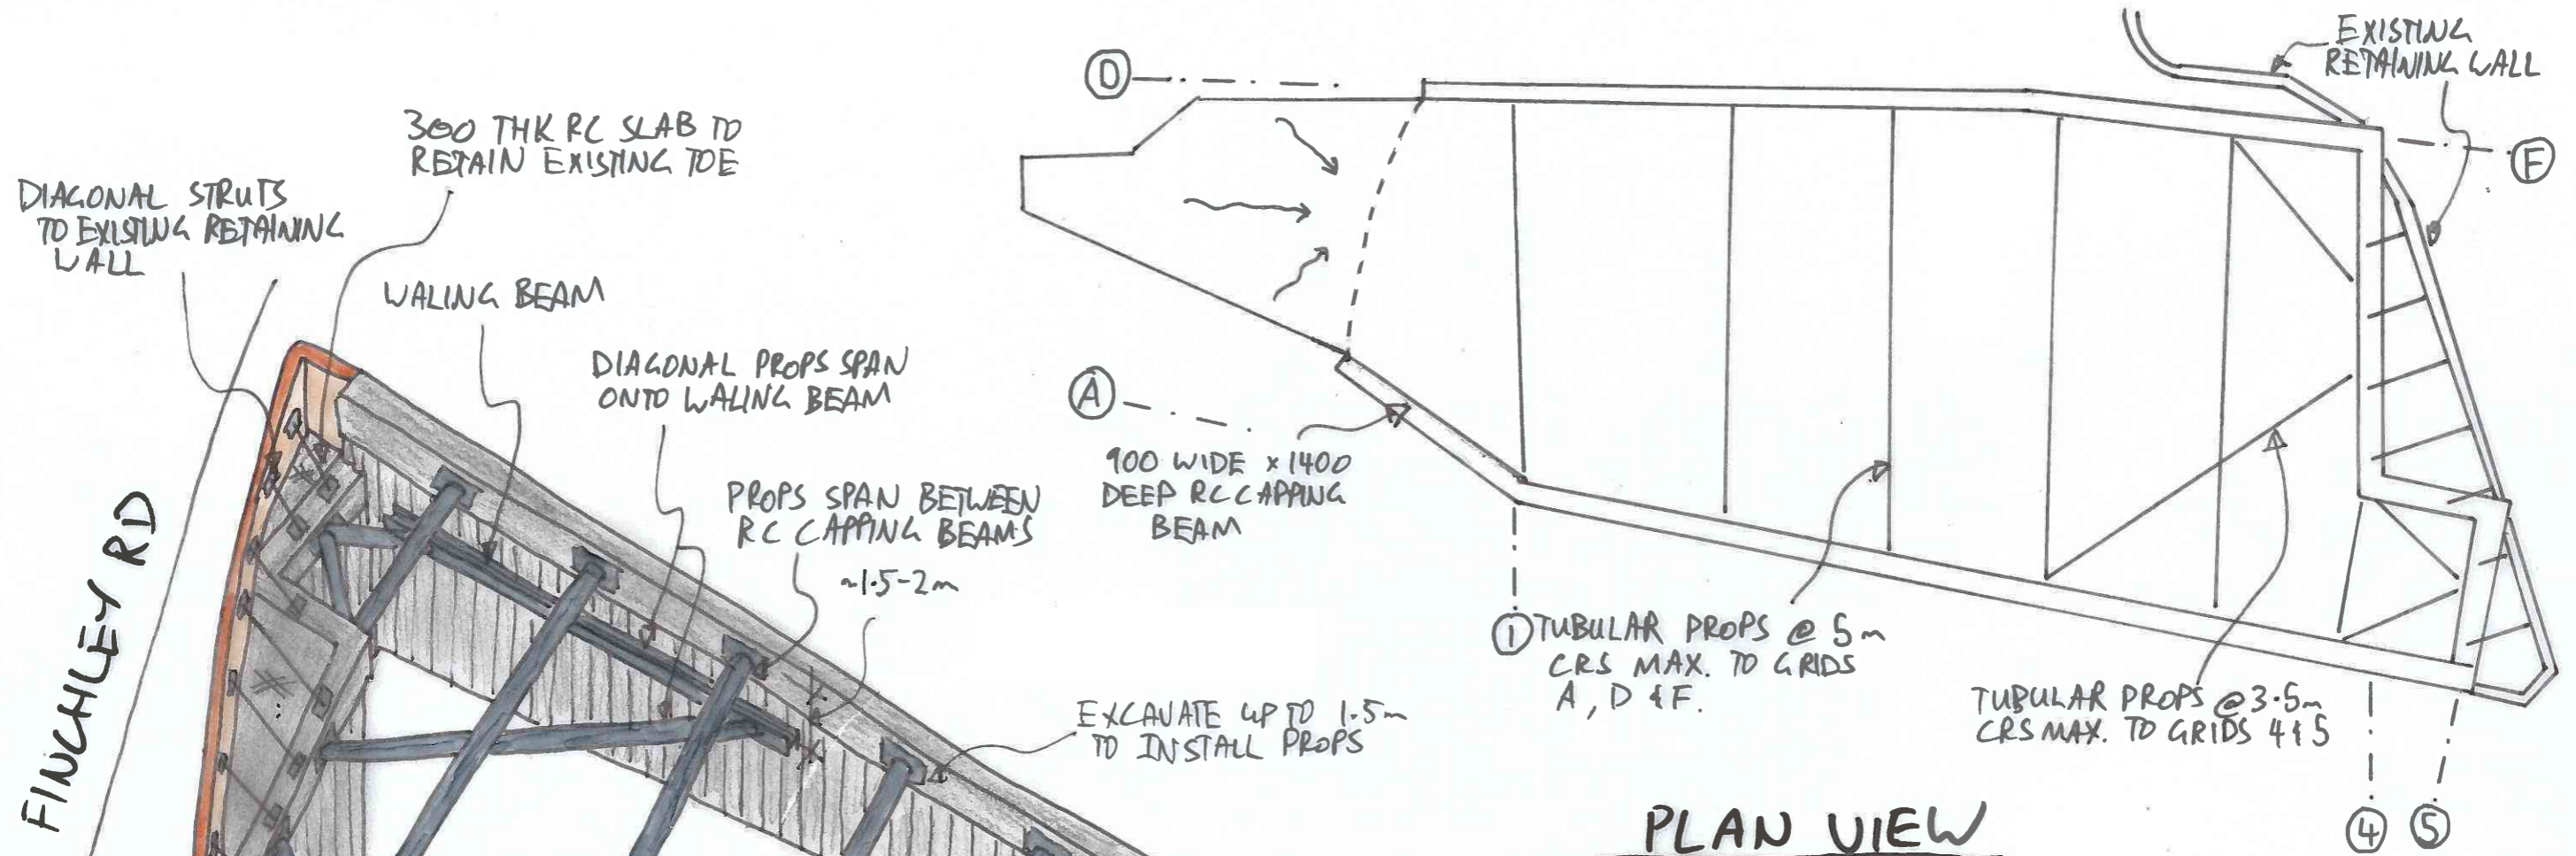 300 THK RC SLAB TO
RETAIN EXISTING TOE
DIAGONAL STRUTS
TO EXISTING RETAINING
WALL
WALING BEAM
DIAGONAL PROPS SPAN
ONTO WALING BEAM
PROPS SPAN BETWEEN
RC CAPPING BEAMS
~1.5-2m
EXCAVATE UP TO 1.5m
TO INSTALL PROPS
FINCHLEY RD
D
EXISTING
RETAINING WALL
F
A
900 WIDE x 1400
DEEP RC CAPPING
BEAM
1
TUBULAR PROPS @ 5m
CRS MAX. TO GRIDS
A, D & F.
TUBULAR PROPS @ 3.5m
CRS MAX. TO GRIDS 4 & 5
4
5
PLAN VIEW